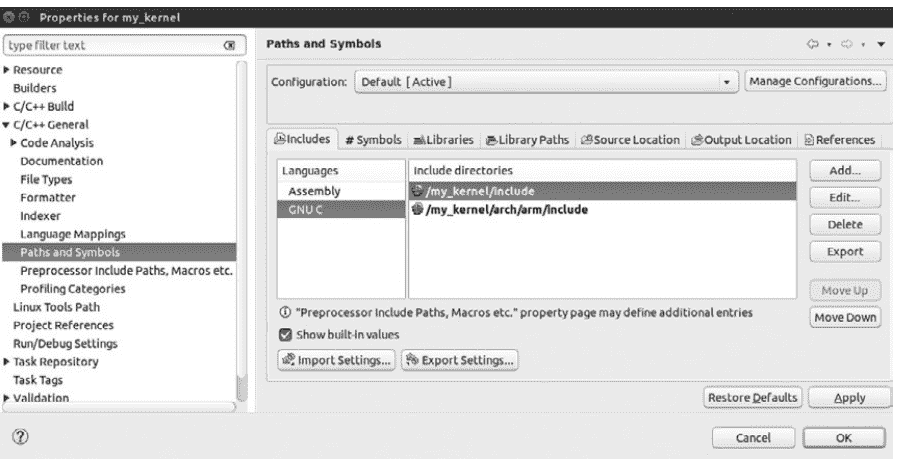 Properties for my_kernel
type filter text
Resource
Builders
C/C++ Build
C/C++ General
Code Analysis
Documentation
File Types
Formatter
Indexer
Language Mappings
Paths and Symbols
Preprocessor Include Paths, Macros etc.
Profiling Categories
Linux Tools Path
Project References
Run/Debug Settings
Task Repository
Task Tags
Validation
Paths and Symbols
Configuration: Default [Active] Manage Configurations...
Includes # Symbols Libraries Library Paths Source Location Output Location References
Languages Include directories
Assembly /my_kernel/include
GNU C /my_kernel/arch/arm/include
Add...
Edit...
Delete
Export
Move Up
Move Down
"Preprocessor Include Paths, Macros etc." property page may define additional entries
Show built-in values
Import Settings... Export Settings...
Restore Defaults Apply
? Cancel OK